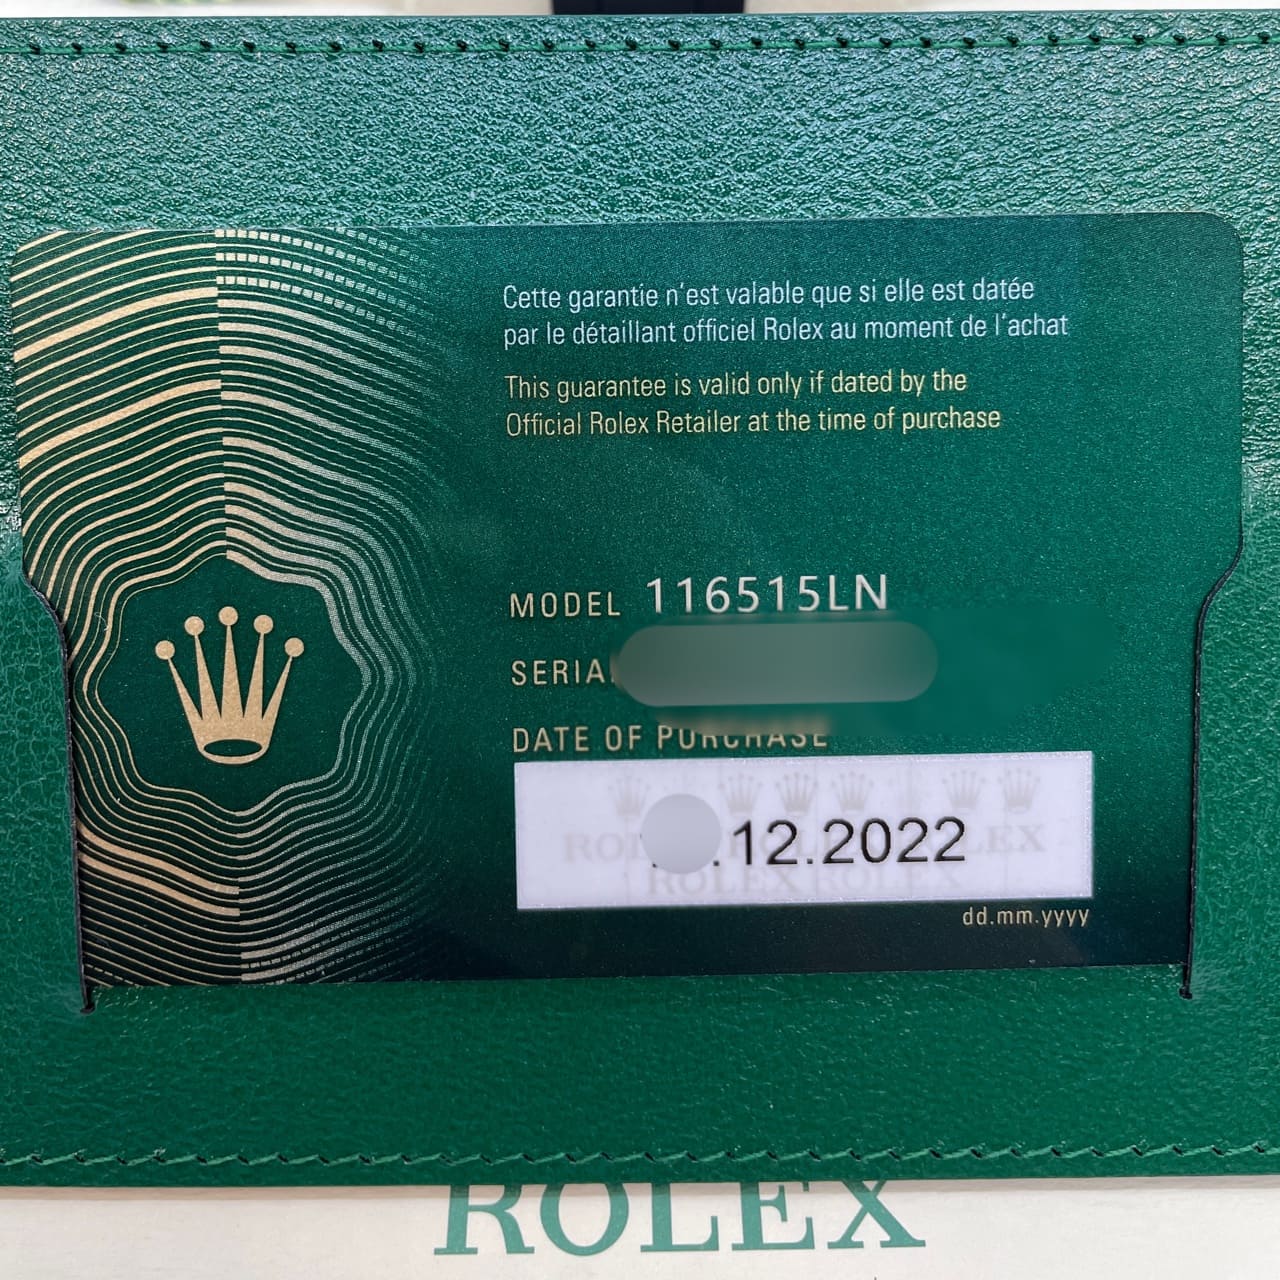 Cette garantie n'est valable que si elle est datée
par le détaillant officiel Rolex au moment de l'achat
This guarantee is valid only if dated by the
Official Rolex Retailer at the time of purchase
MODEL 116515LN
SERIA
DATE OF PURCHASE
.12.2022
dd.mm.yyyy
ROLEX